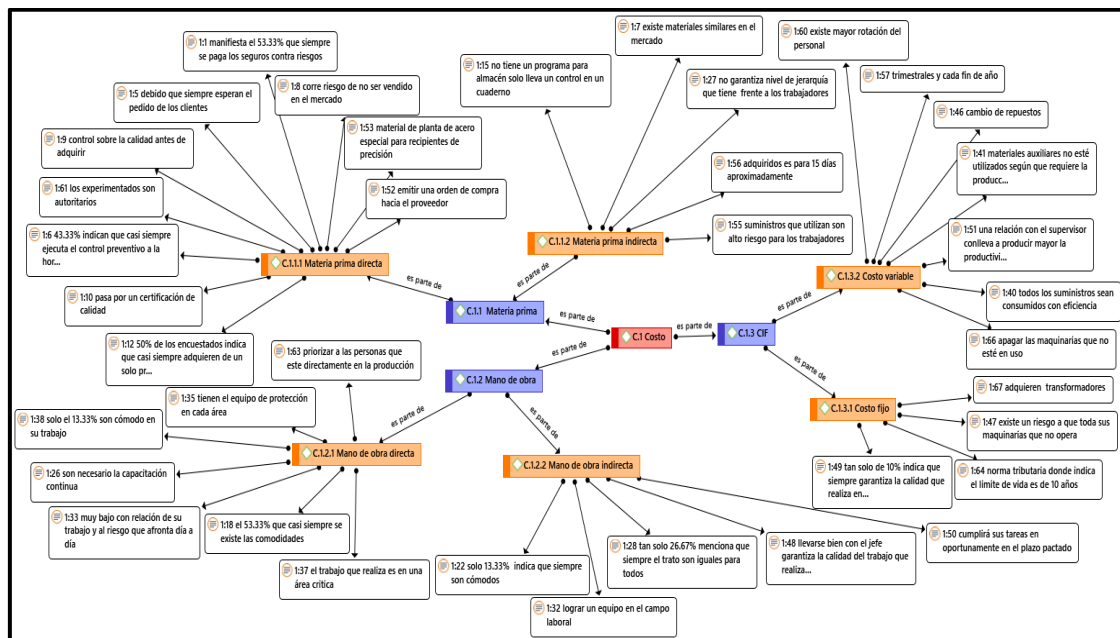 1:1 manifiesta el 53.33% que siempre
se paga los seguros contra riesgos
1:7 existe materiales similares en el
mercado
1:60 existe mayor rotación del
personal
1:15 no tiene un programa para
almacén solo lleva un control en un
cuaderno
1:27 no garantiza nivel de jerarquía
que tiene frente a los trabajadores
1:57 trimestrales y cada fin de año
1:5 debido que siempre esperan el
pedido de los clientes
1:8 corre riesgo de no ser vendido
en el mercado
1:46 cambio de repuestos
1:9 control sobre la calidad antes de
adquirir
1:53 material de planta de acero
especial para recipientes de
precisión
1:41 materiales auxiliares no esté
utilizados según que requiere la
producc...
1:56 adquiridos es para 15 días
aproximadamente
1:61 los experimentados son
autoritarios
1:52 emitir una orden de compra
hacia el proveedor
1:55 suministros que utilizan son
alto riesgo para los trabajadores
1:51 una relación con el supervisor
conlleva a producir mayor la
productivi...
1:6 43.33% indican que casi siempre
ejecuta el control preventivo a la
hor...
C.1.1.1 Materia prima directa
C.1.1.2 Materia prima indirecta
C.1.3.2 Costo variable
es parte de
es parte de
es parte de
1:10 pasa por un certificación de
calidad
1:40 todos los suministros sean
consumidos con eficiencia
C.1.1 Materia prima
es parte de
C.1 Costo
es parte de
C.1.3 CIF
1:12 50% de los encuestados indica
que casi siempre adquieren de un
solo pr...
1:66 apagar las maquinarias que no
esté en uso
1:63 priorizar a las personas que
este directamente en la producción
es parte de
es parte de
C.1.2 Mano de obra
1:35 tienen el equipo de protección
en cada área
1:67 adquieren transformadores
es parte de
es parte de
C.1.3.1 Costo fijo
1:38 solo el 13.33% son cómodo en
su trabajo
1:47 existe un riesgo a que toda sus
maquinarias que no opera
C.1.2.1 Mano de obra directa
C.1.2.2 Mano de obra indirecta
1:49 tan solo de 10% indica que
siempre garantiza la calidad que
realiza en...
1:64 norma tributaria donde indica
el límite de vida es de 10 años
1:26 son necesario la capacitación
continua
1:33 muy bajo con relación de su
trabajo y al riesgo que afronta día a
día
1:18 el 53.33% que casi siempre se
existe las comodidades
1:50 cumplirá sus tareas en
oportunamente en el plazo pactado
1:28 tan solo 26.67% menciona que
siempre el trato son iguales para
todos
1:48 llevarse bien con el jefe
garantiza la calidad del trabajo que
realiza...
1:37 el trabajo que realiza es en una
área critica
1:22 solo 13.33% indica que siempre
son cómodos
1:32 lograr un equipo en el campo
laboral